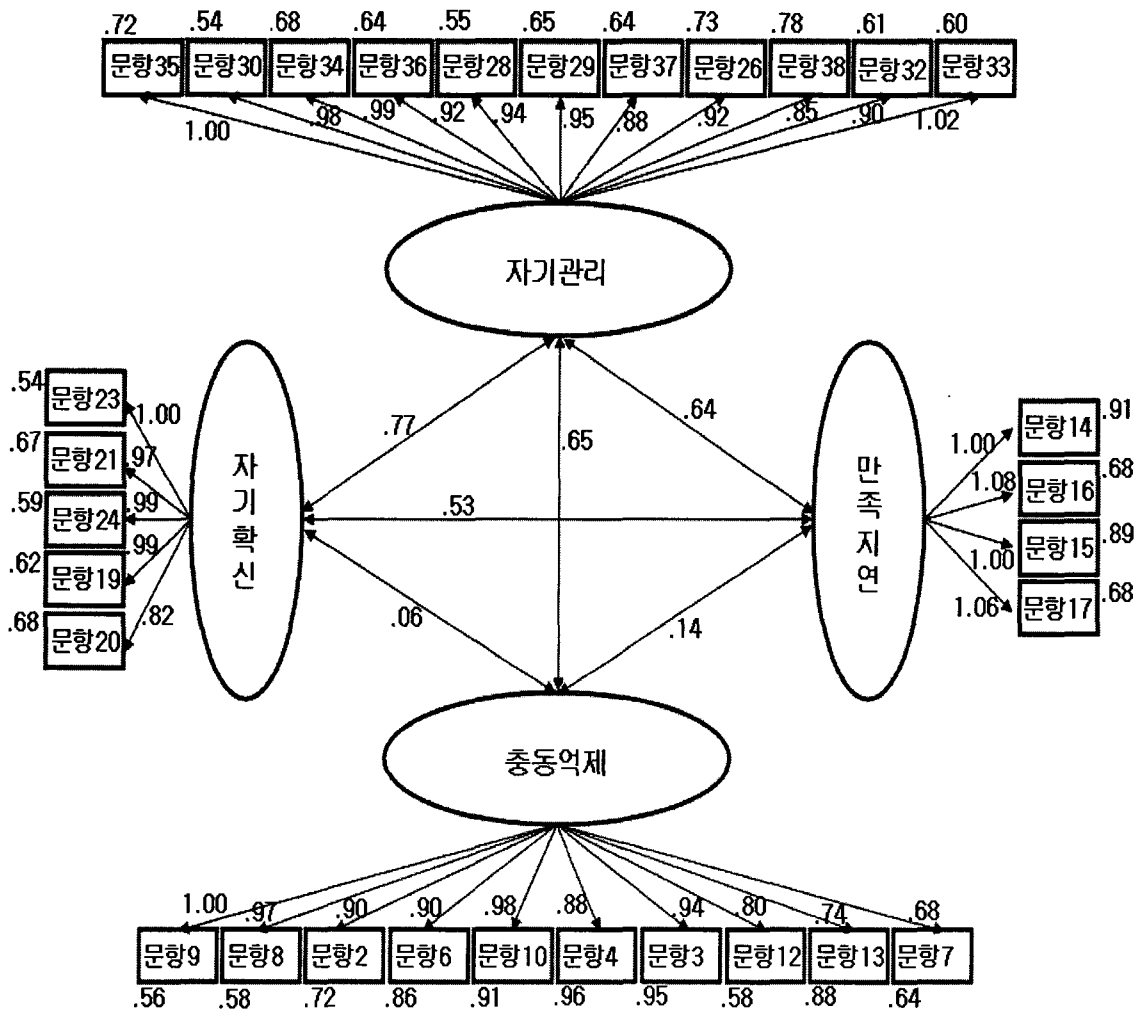 .72 .54 .68 .64 .55 .65 .64 .73 .78 .61 .60
문항35 문항30 문항34 문항36 문항28 문항29 문항37 문항26 문항38 문항32 문항33
1.00 .98 .99 .92 .94 .95 .88 .92 .85 .90 1.02
자기관리
.54 문항23
1.00
.67 문항21
.97
.59 문항24
.99
.62 문항19
.99
.68 문항20
.82
자기확신
.77
.64
.65
.53
.06
.14
만족지연
1.00
문항14 .91
1.08
문항16 .68
1.00
문항15 .89
1.06
문항17 .68
충동억제
1.00 .97 .90 .90 .98 .88 .94 .80 .74 .68
문항9 문항8 문항2 문항6 문항10 문항4 문항3 문항12 문항13 문항7
.56 .58 .72 .86 .91 .96 .95 .58 .88 .64